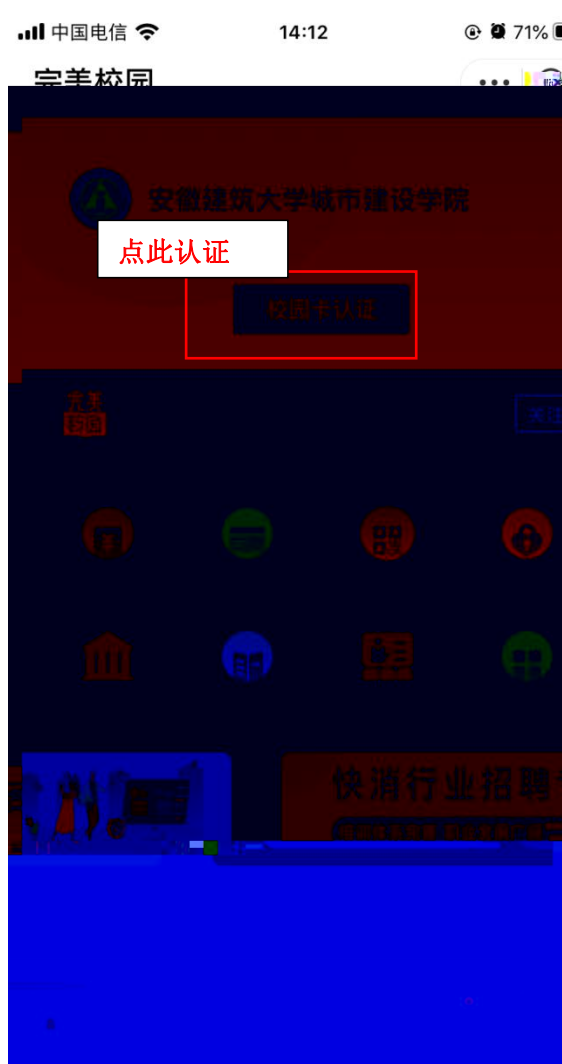 中国电信 14:12 71%
完美校园
安徽建筑大学城市建设学院
点此认证
校园卡认证
完美
校园
关注
快消行业招聘